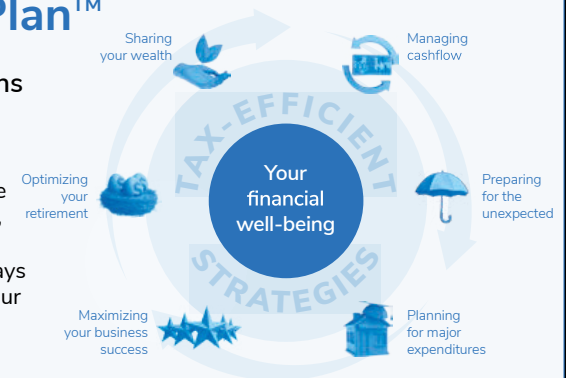 Plan™
ns
e
,
ays
ur
Sharing
your wealth
Managing
cashflow
TAX-EFFICIENT
Optimizing
your
retirement
Your
financial
well-being
Preparing
for the
unexpected
STRATEGIES
Maximizing
your business
success
Planning
for major
expenditures